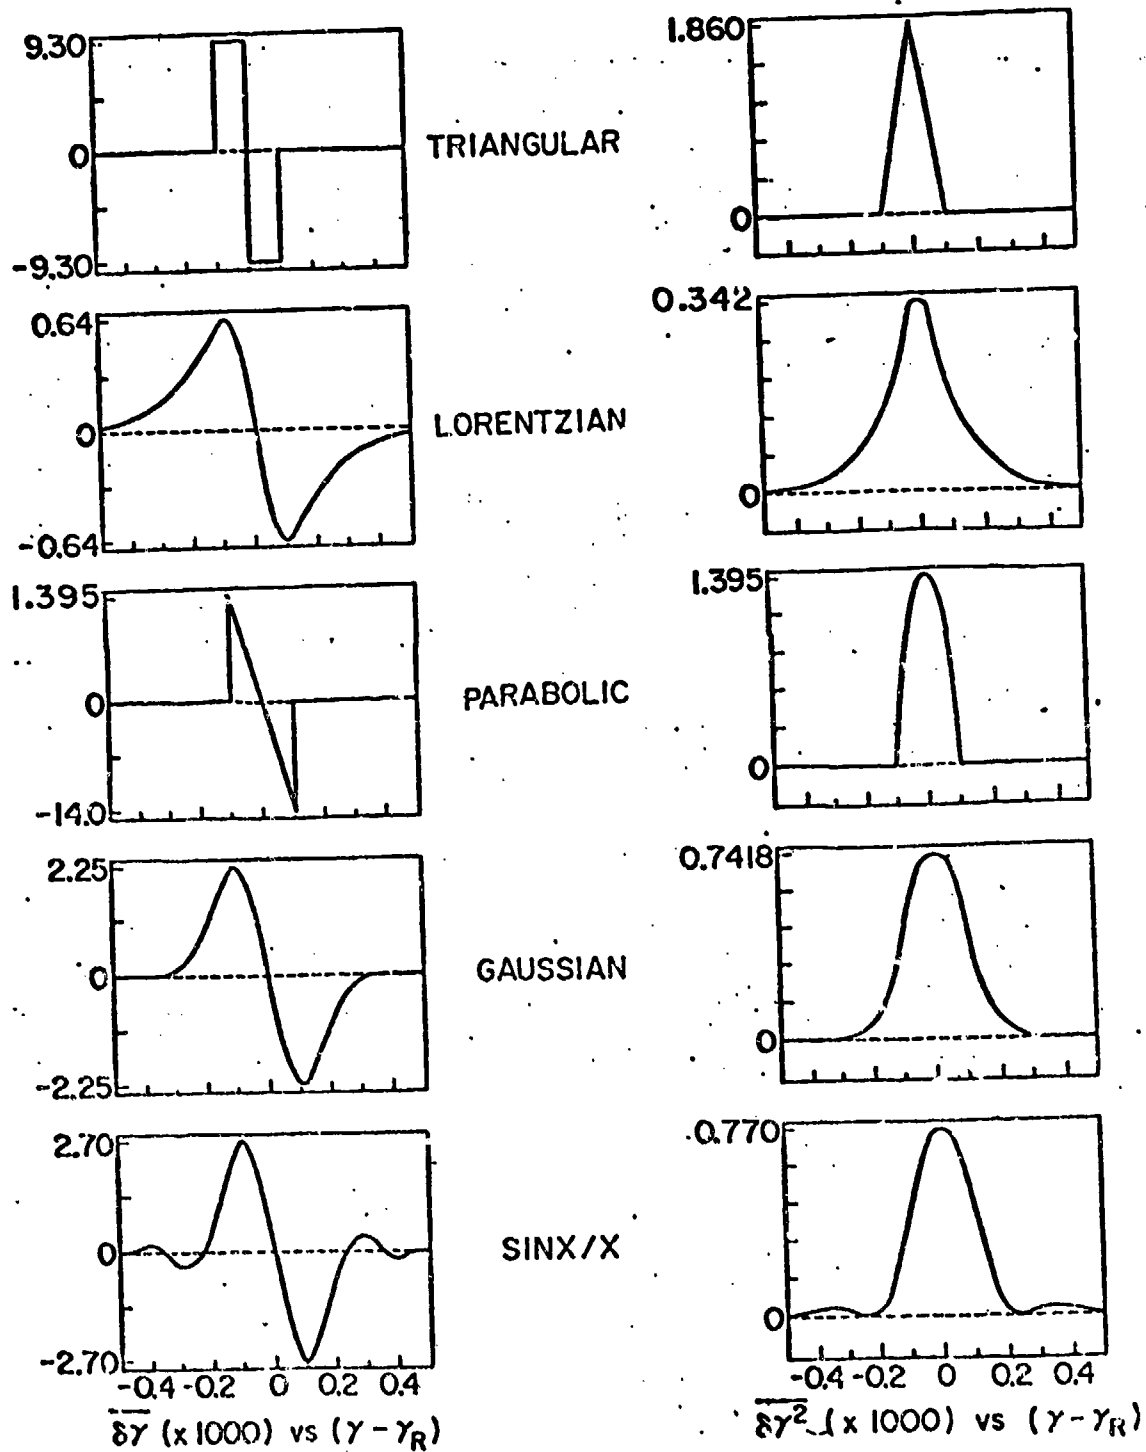 9.30
0
-9.30
TRIANGULAR
1.860
0
0.64
0
-0.64
LORENTZIAN
0.342
0
1.395
0
-14.0
PARABOLIC
1.395
0
2.25
0
-2.25
GAUSSIAN
0.7418
0
2.70
0
-2.70
SINX/X
0.770
0
-0.4 -0.2 0 0.2 0.4
-0.4 -0.2 0 0.2 0.4
δγ (x 1000) vs (γ-γR)
δγ² (x 1000) vs (γ-γR)